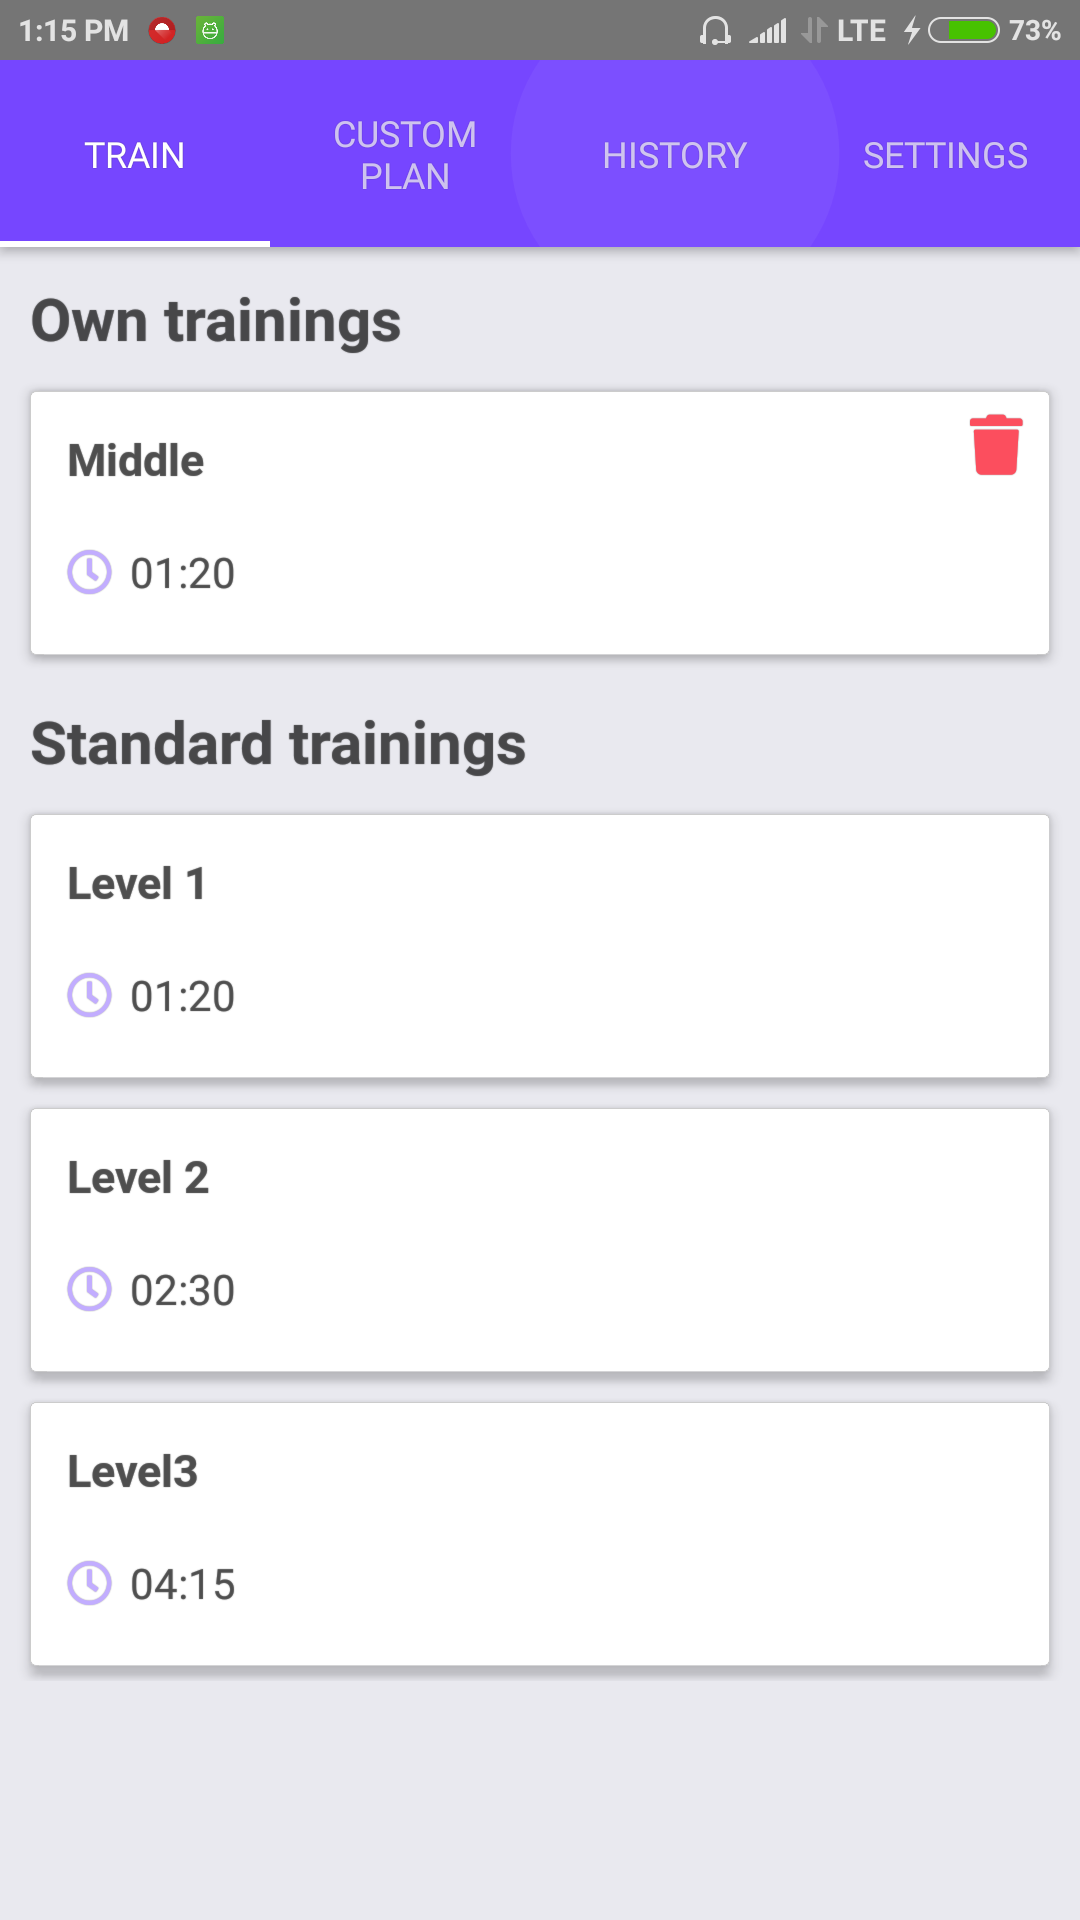 1:15 PM LTE 73%
TRAIN
CUSTOM
PLAN
HISTORY
SETTINGS
Own trainings
Middle
01:20
Standard trainings
Level 1
01:20
Level 2
02:30
Level3
04:15